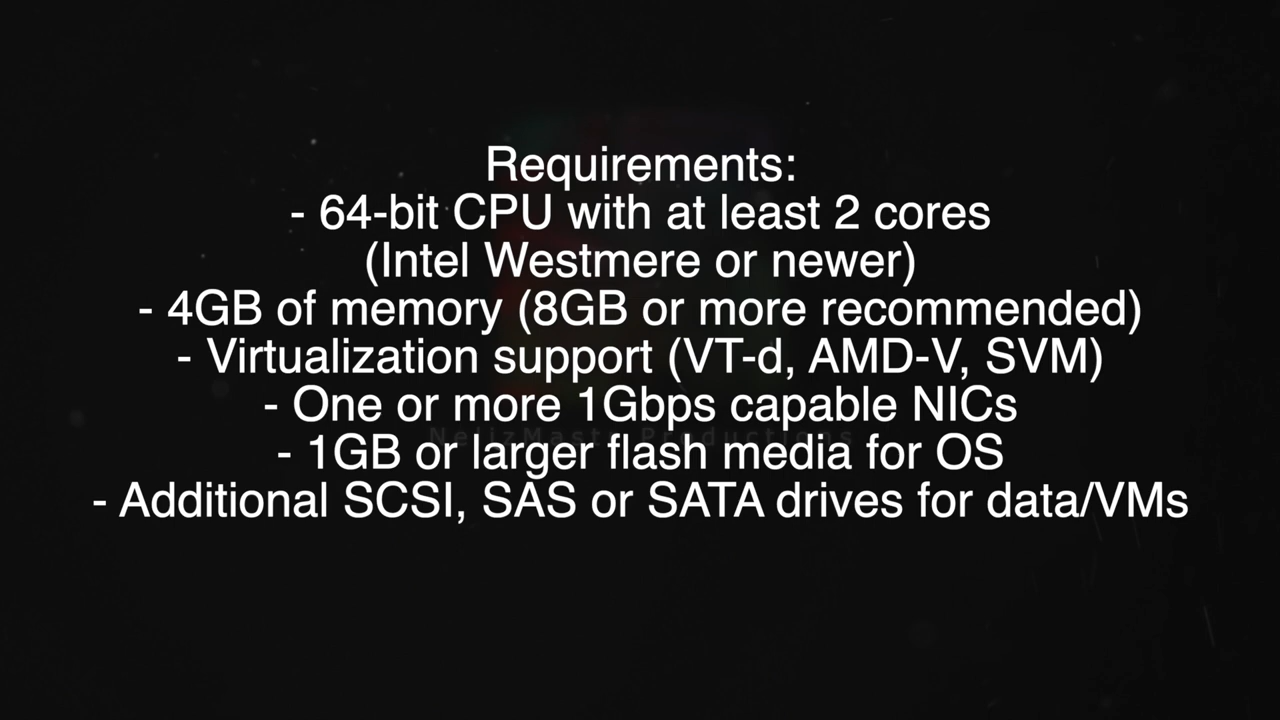 Requirements:
- 64-bit CPU with at least 2 cores
(Intel Westmere or newer)
- 4GB of memory (8GB or more recommended)
- Virtualization support (VT-d, AMD-V, SVM)
- One or more 1Gbps capable NICs
- 1GB or larger flash media for OS
- Additional SCSI, SAS or SATA drives for data/VMs